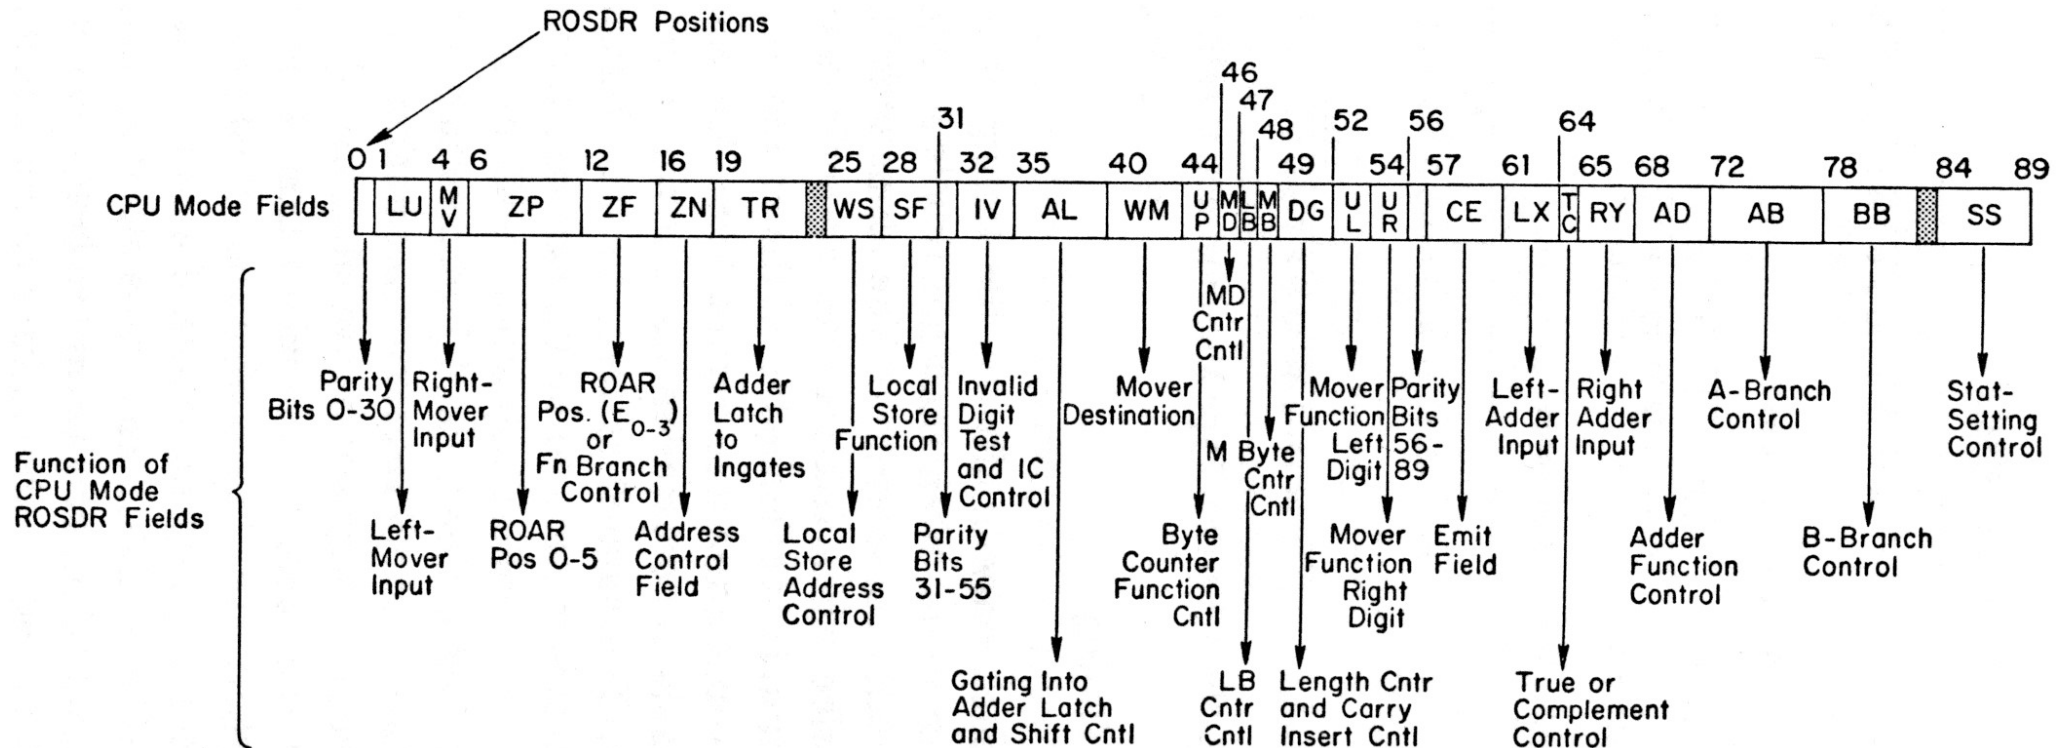 ROSDR Positions
46
47
31
48
52
56
64
0 1 4 6 12 16 19 25 28 32 35 40 44 49 54 57 61 65 68 72 78 84 89
CPU Mode Fields
LU MV ZP ZF ZN TR WS SF IV AL WM UP MD LB MB DG UL UR CE LX TC RY AD AB BB SS
Parity
Bits 0-30
Left-
Mover
Input
Right-
Mover
Input
ROAR
Pos 0-5
ROAR
Pos. (E0-3)
or
Fn Branch
Control
Address
Control
Field
Adder
Latch
to
Ingates
Local
Store
Address
Control
Local
Store
Function
Parity
Bits
31-55
Invalid
Digit
Test
and IC
Control
Gating Into
Adder Latch
and Shift Cntl
Mover
Destination
Byte
Counter
Function
Cntl
MD
Cntr
Cntl
LB
Cntr
Cntl
M Byte
Cntr
Cntl
Length Cntr
and Carry
Insert Cntl
Mover
Function
Left
Digit
Mover
Function
Right
Digit
Parity
Bits
56-
89
Emit
Field
Left-
Adder
Input
True or
Complement
Control
Right
Adder
Input
Adder
Function
Control
A-Branch
Control
B-Branch
Control
Stat-
Setting
Control
Function of
CPU Mode
ROSDR Fields